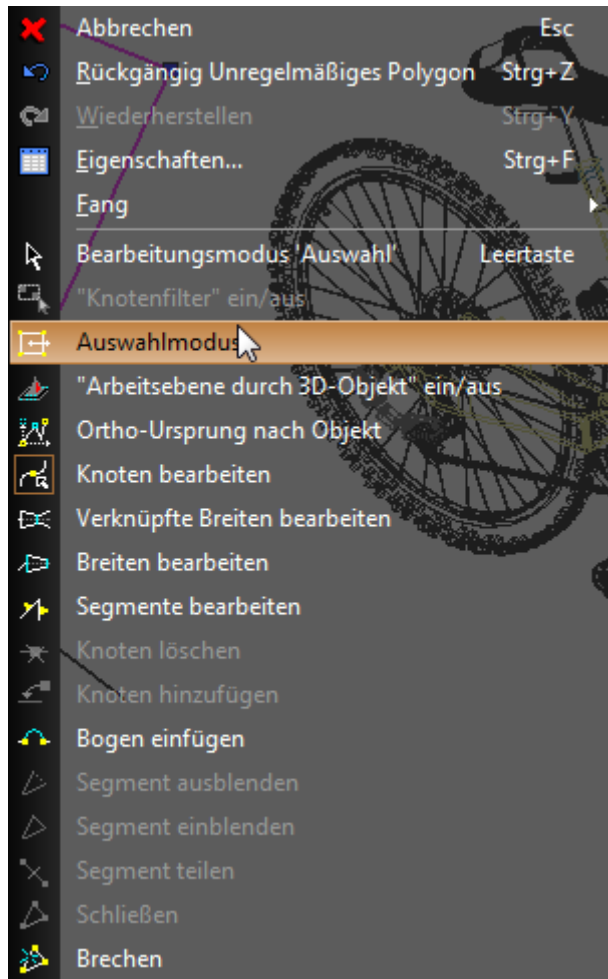 Abbrechen Esc
Rückgängig Unregelmäßiges Polygon Strg+Z
Wiederherstellen Strg+Y
Eigenschaften... Strg+F
Fang
Bearbeitungsmodus 'Auswahl' Leertaste
"Knotenfilter" ein/aus
Auswahlmodus
"Arbeitsebene durch 3D-Objekt" ein/aus
Ortho-Ursprung nach Objekt
Knoten bearbeiten
Verknüpfte Breiten bearbeiten
Breiten bearbeiten
Segmente bearbeiten
Knoten löschen
Knoten hinzufügen
Bogen einfügen
Segment ausblenden
Segment einblenden
Segment teilen
Schließen
Brechen